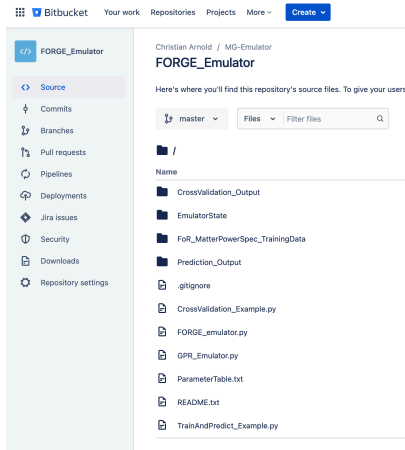 Bitbucket Your work Repositories Projects More Create
FORGE_Emulator
Source
Commits
Branches
Pull requests
Pipelines
Deployments
Jira issues
Security
Downloads
Repository settings
Christian Arnold / MG-Emulator
FORGE_Emulator
Here's where you'll find this repository's source files. To give your users
master Files Filter files
/
Name
CrossValidation_Output
EmulatorState
FoR_MatterPowerSpec_TrainingData
Prediction_Output
.gitignore
CrossValidation_Example.py
FORGE_emulator.py
GPR_Emulator.py
ParameterTable.txt
README.txt
TrainAndPredict_Example.py